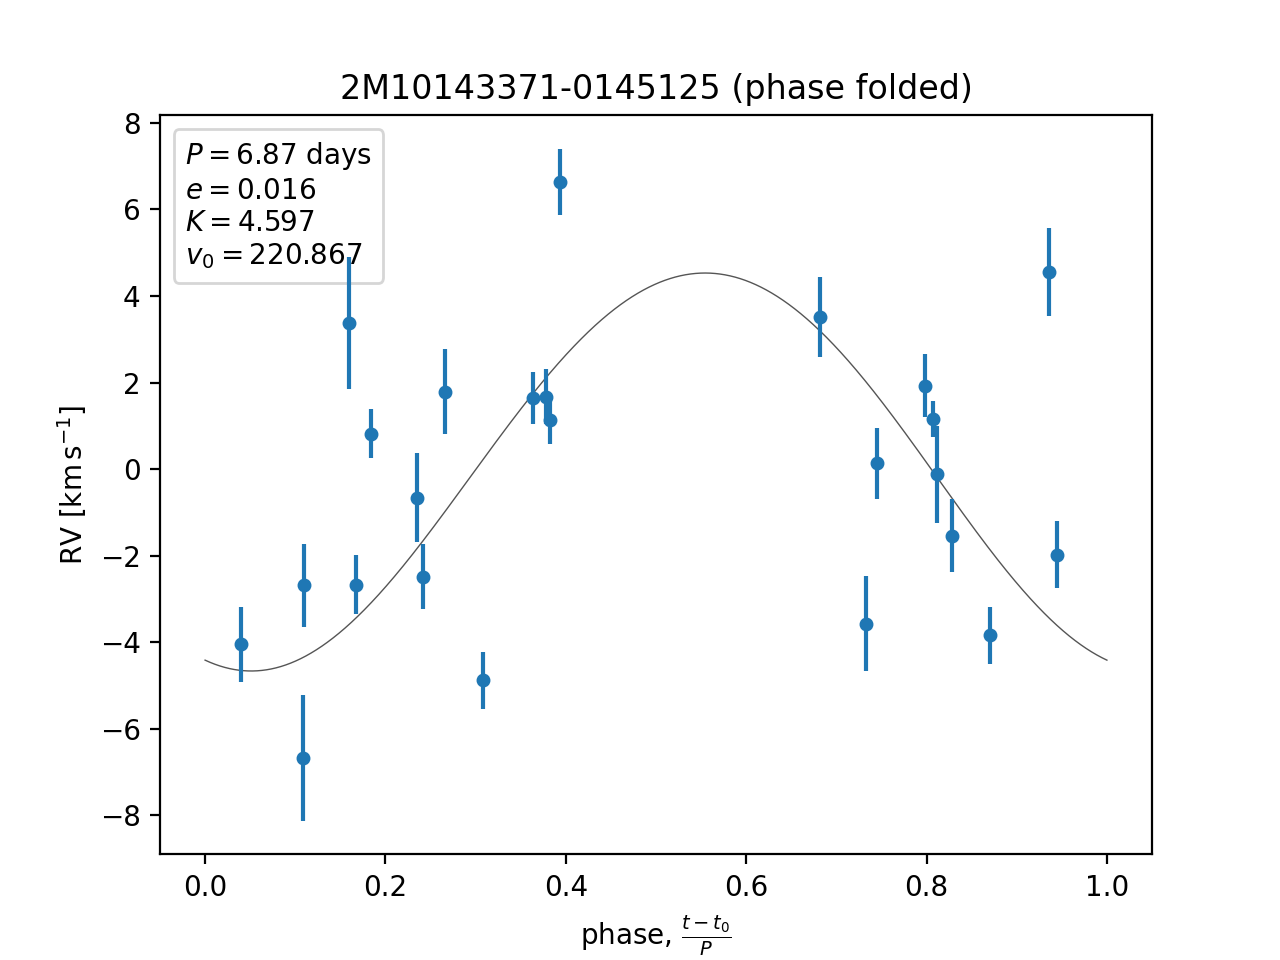 2M10143371-0145125 (phase folded)
P = 6.87 days
e = 0.016
K = 4.597
v₀ = 220.867
RV [km s⁻¹]
8
6
4
2
0
−2
−4
−6
−8
0.0 0.2 0.4 0.6 0.8 1.0
phase, (t − t₀)/P